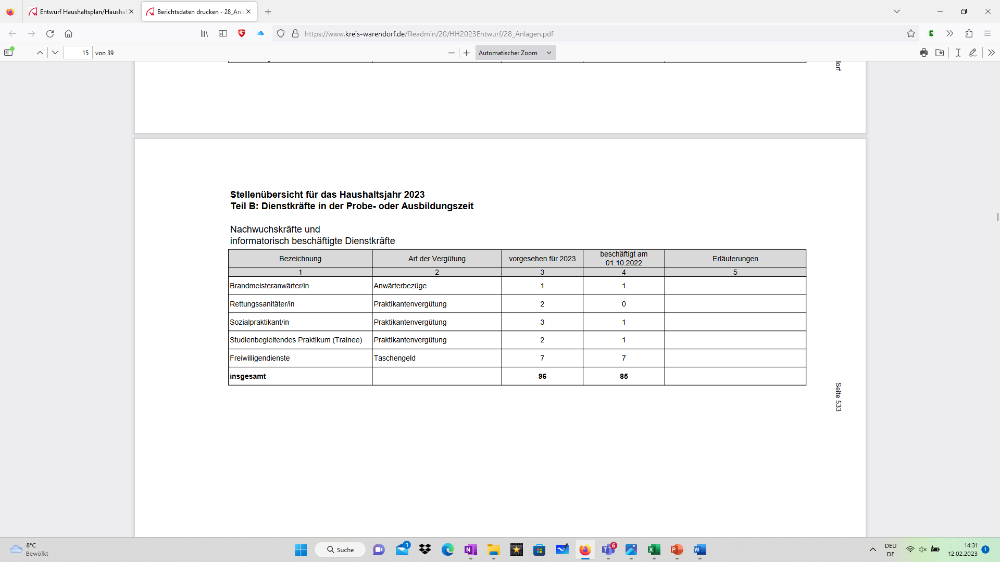 Entwurf Haushaltsplan/Hausha
Berichtsdaten drucken - 28_Anl
https://www.kreis-warendorf.de/fileadmin/20/HH2023Entwurf/28_Anlagen.pdf
E
15 von 39
Automatischer Zoom
dorf
Stellenübersicht für das Haushaltsjahr 2023
Teil B: Dienstkräfte in der Probe- oder Ausbildungszeit
Nachwuchskräfte und
informatorisch beschäftigte Dienstkräfte
Bezeichnung Art der Vergütung vorgesehen für 2023 beschäftigt am 01.10.2022 Erläuterungen
1 2 3 4 5
Brandmeisteranwärter/in Anwärterbezüge 1 1
Rettungssanitäter/in Praktikantenvergütung 2 0
Sozialpraktikant/in Praktikantenvergütung 3 1
Studienbegleitendes Praktikum (Trainee) Praktikantenvergütung 2 1
Freiwilligendienste Taschengeld 7 7
insgesamt 96 85
Seite 533
8°C
Bewölkt
Suche
1
N
6
T
X
P
W
DEU
DE
14:31
12.02.2023
1